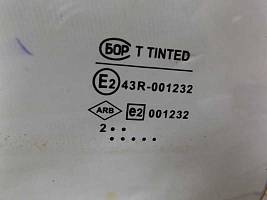 БОР T TINTED
E2 43R-001232
ARB e2 001232
2 : • •
• • • • •